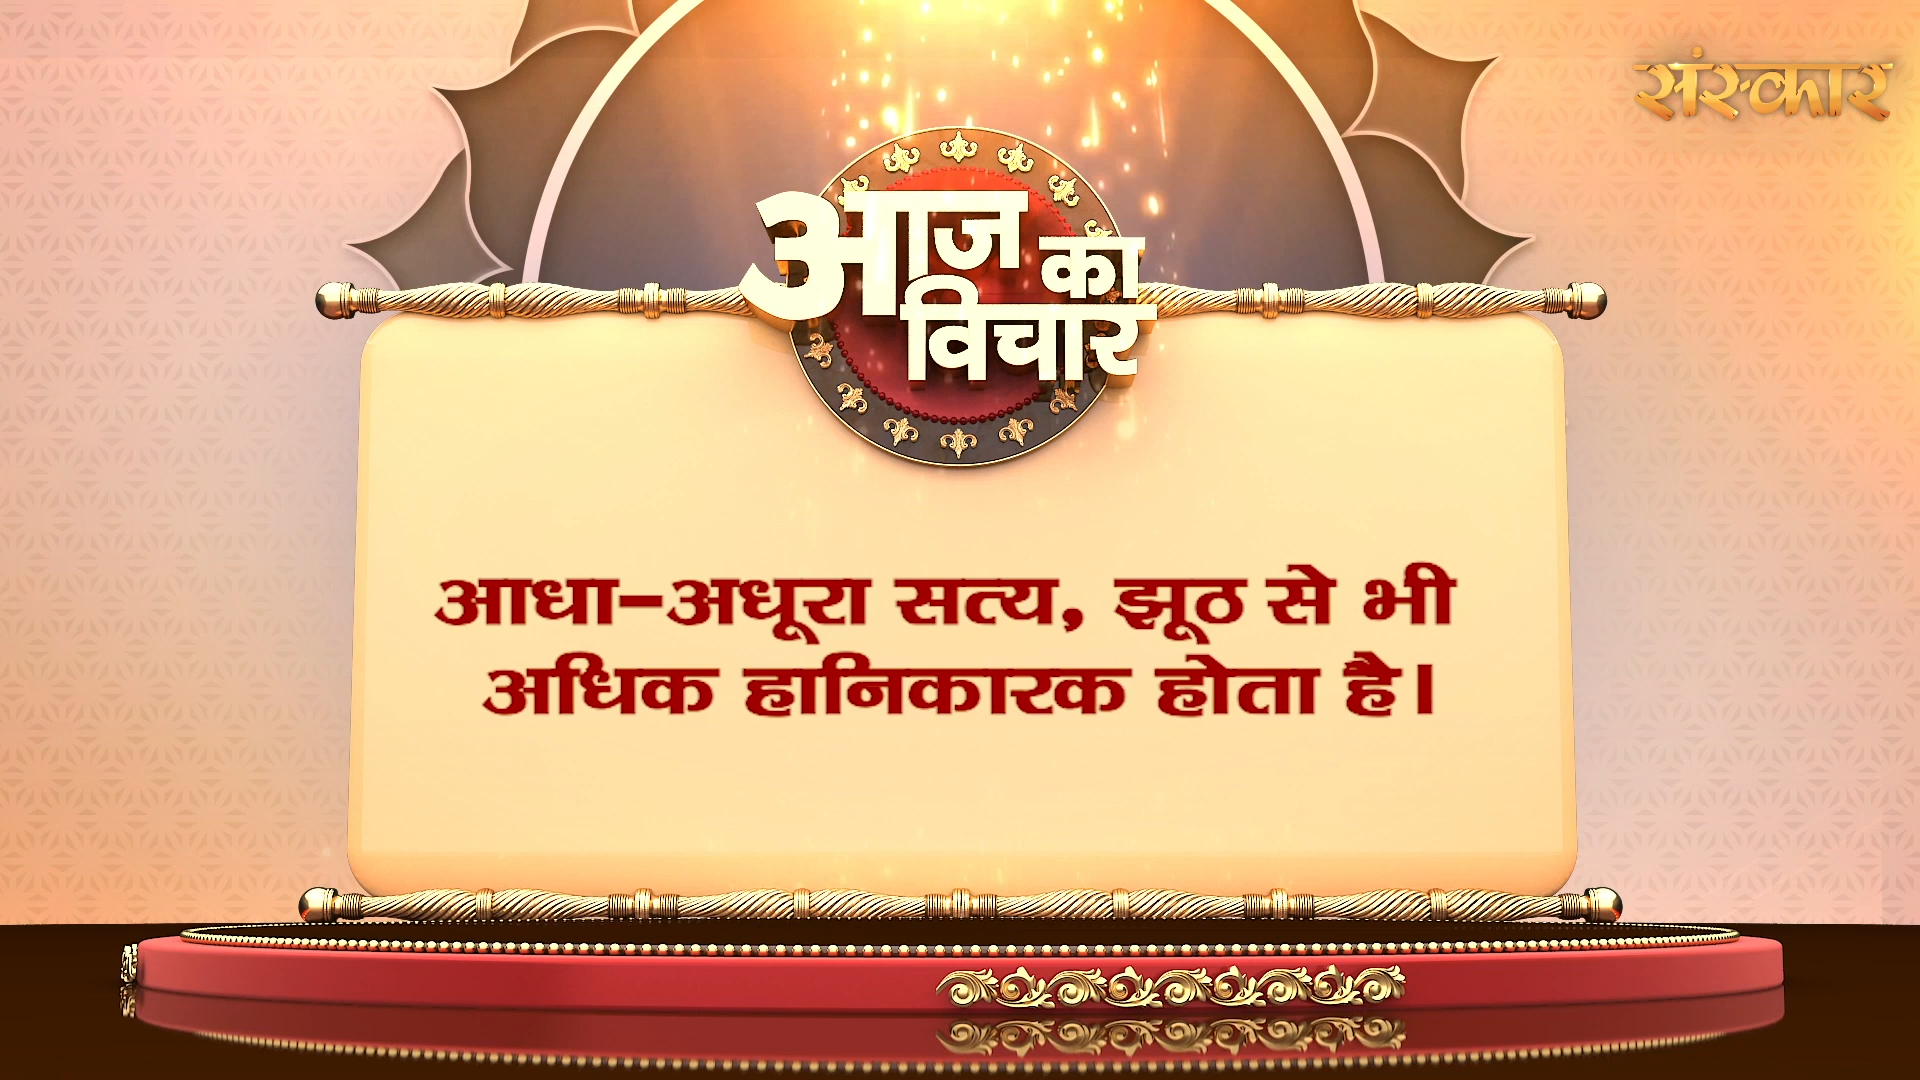 संस्कार
आज का
विचार
आधा-अधूरा सत्य, झूठ से भी
अधिक हानिकारक होता है।